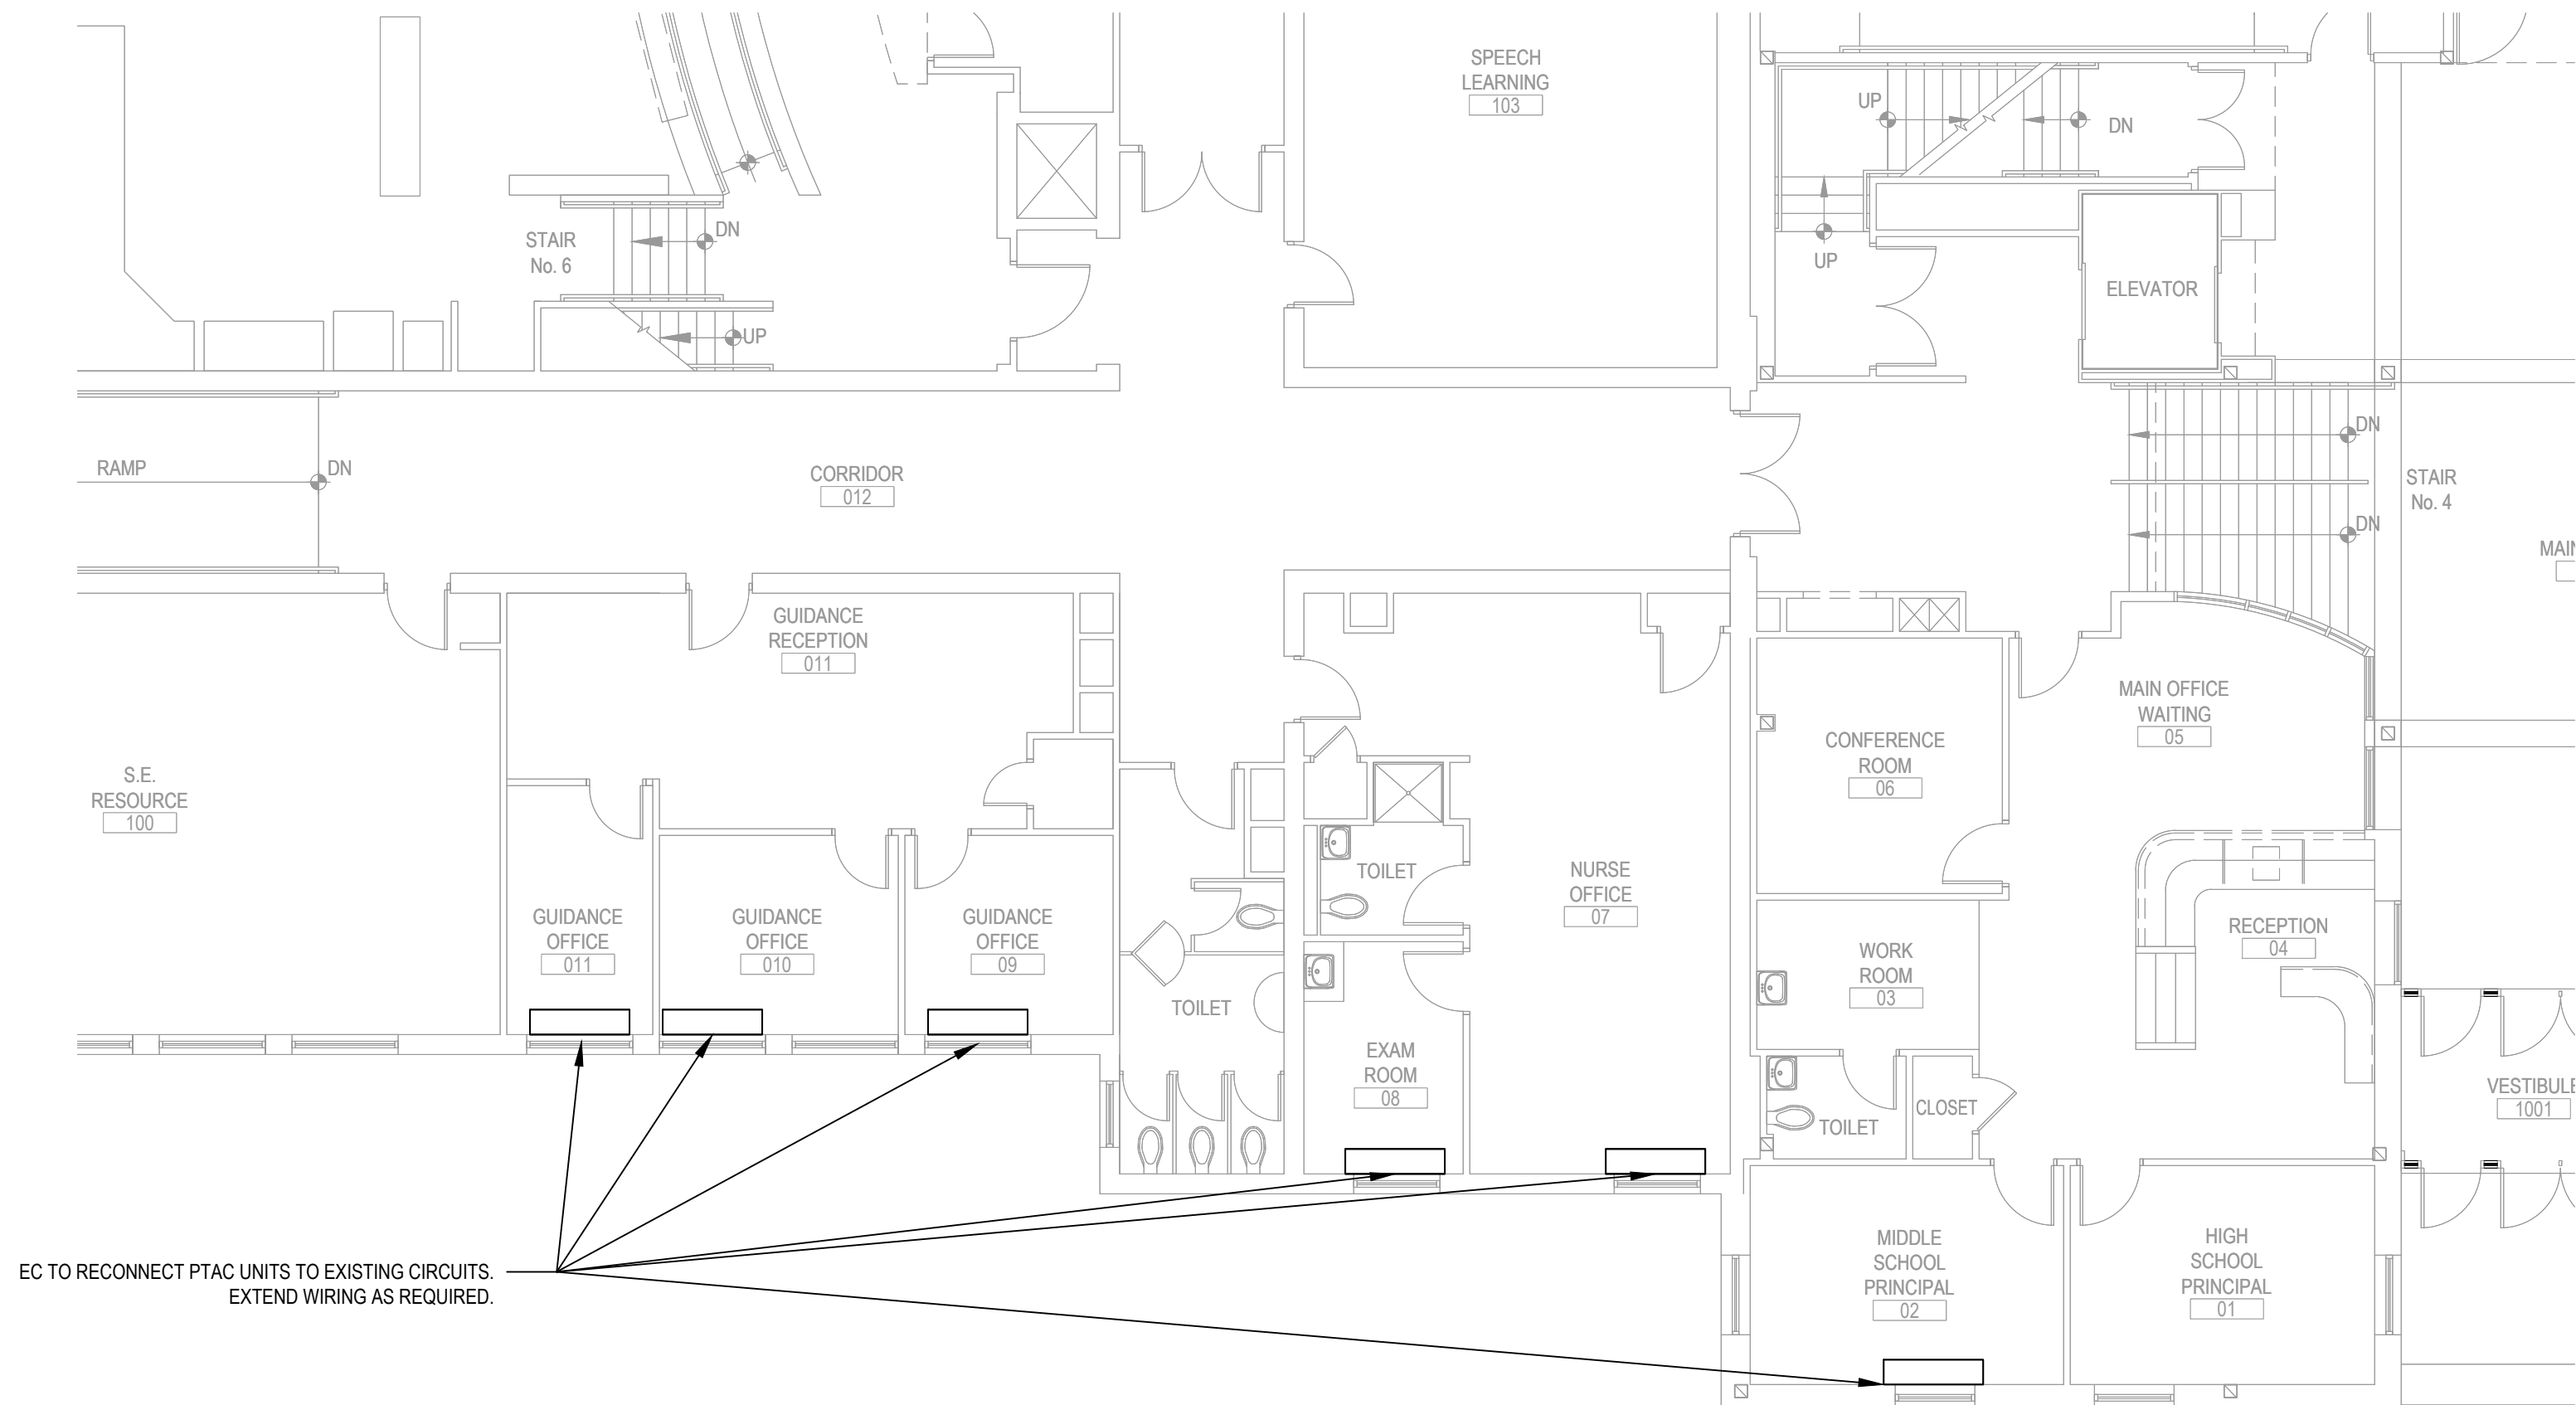 SPEECH
LEARNING
103
UP
DN
STAIR
No. 6
DN
UP
UP
ELEVATOR
RAMP
DN
CORRIDOR
012
DN
DN
STAIR
No. 4
GUIDANCE
RECEPTION
011
MAIN OFFICE
WAITING
05
CONFERENCE
ROOM
06
S.E.
RESOURCE
100
TOILET
NURSE
OFFICE
07
GUIDANCE
OFFICE
011
GUIDANCE
OFFICE
010
GUIDANCE
OFFICE
09
RECEPTION
04
WORK
ROOM
03
TOILET
EXAM
ROOM
08
TOILET
CLOSET
VESTIBULE
1001
EC TO RECONNECT PTAC UNITS TO EXISTING CIRCUITS.
EXTEND WIRING AS REQUIRED.
MIDDLE
SCHOOL
PRINCIPAL
02
HIGH
SCHOOL
PRINCIPAL
01